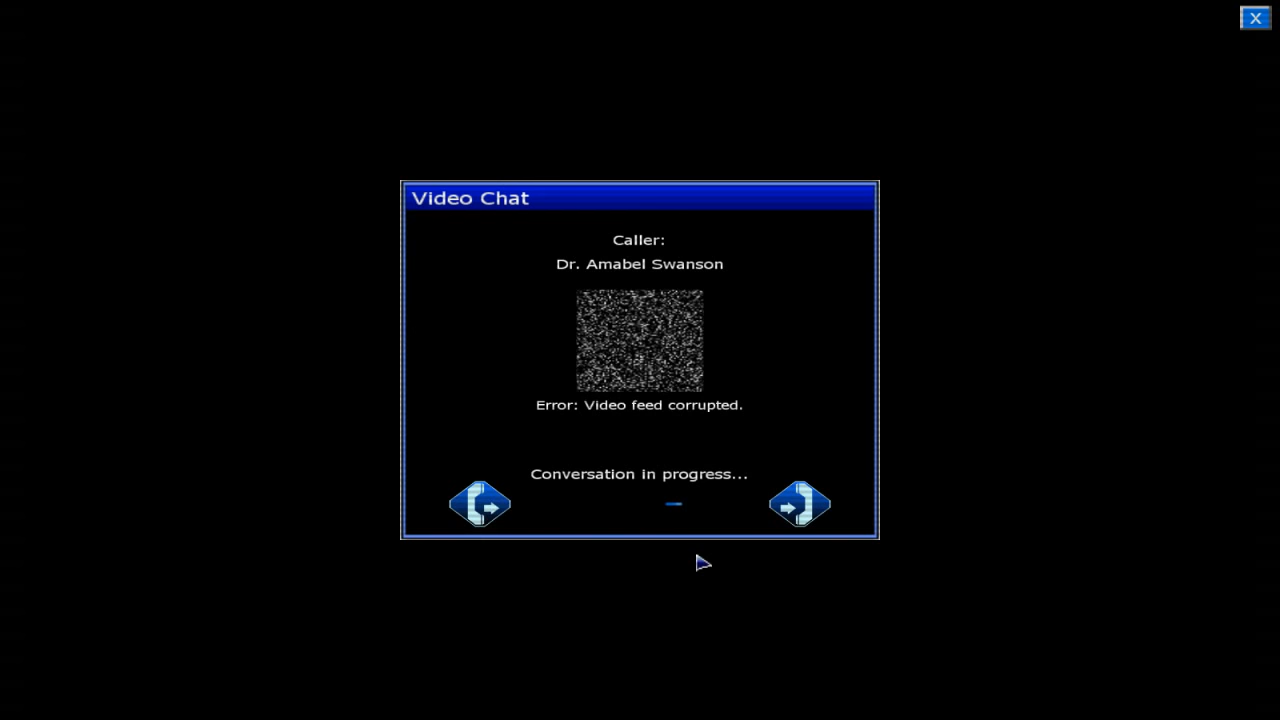 X
Video Chat
Caller:
Dr. Amabel Swanson
Error: Video feed corrupted.
Conversation in progress...